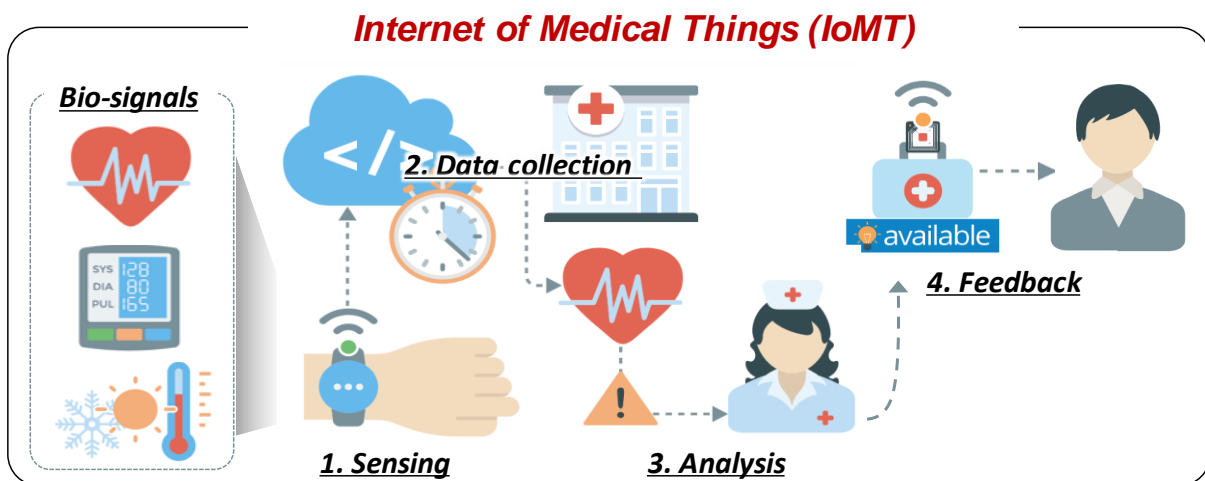 Internet of Medical Things (IoMT)
Bio-signals
</>
2. Data collection
SYS 128
DIA 80
PUL 165
available
4. Feedback
!
1. Sensing
3. Analysis